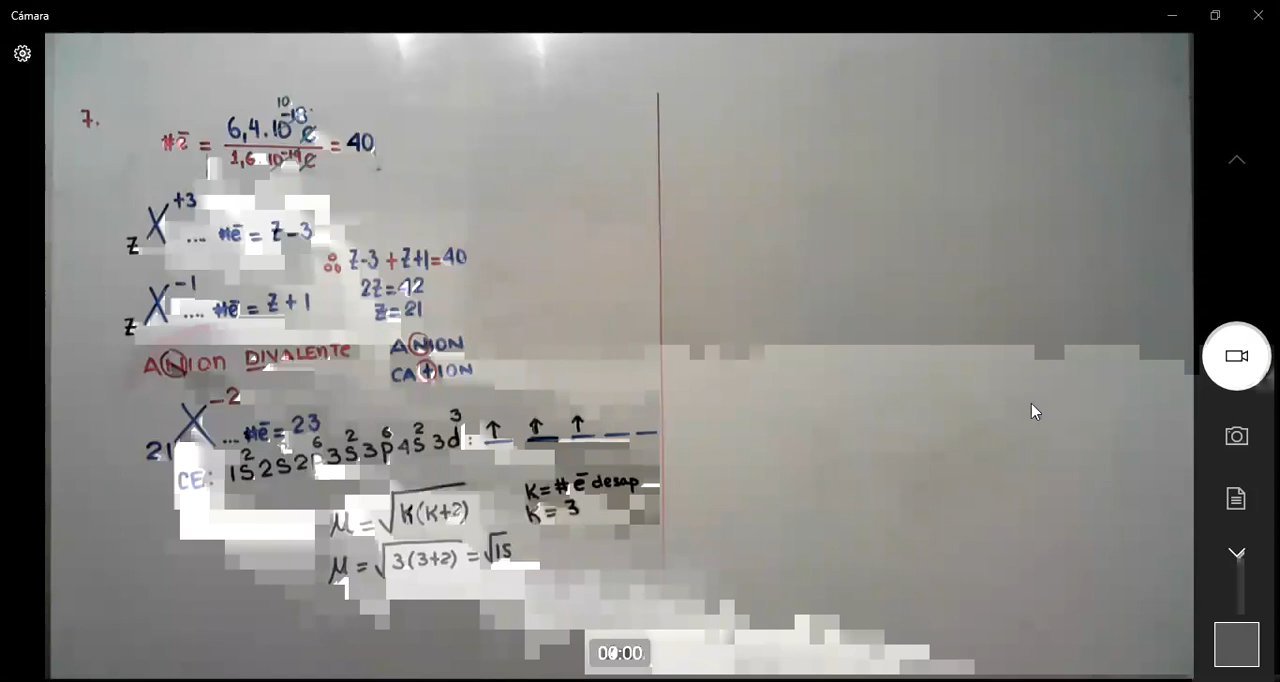 Cámara
7.
#ē = 6,4·10⁻¹⁸ e / 1,6·10⁻¹⁹ e = 40
10
zX⁺³ .... #ē = Z-3
zX⁻¹ .... #ē = Z+1
∴ Z-3+Z+1=40
2Z=42
Z=21
ANION DIVALENTE
ANION
CATION
21X⁻² ... #ē = 23
CE: 1S² 2S² 2p⁶ 3S² 3p⁶ 4S² 3d³ : ↑ ↑ ↑ _ _
K = #ē desap
K = 3
μ = √K(K+2)
μ = √3(3+2) = √15